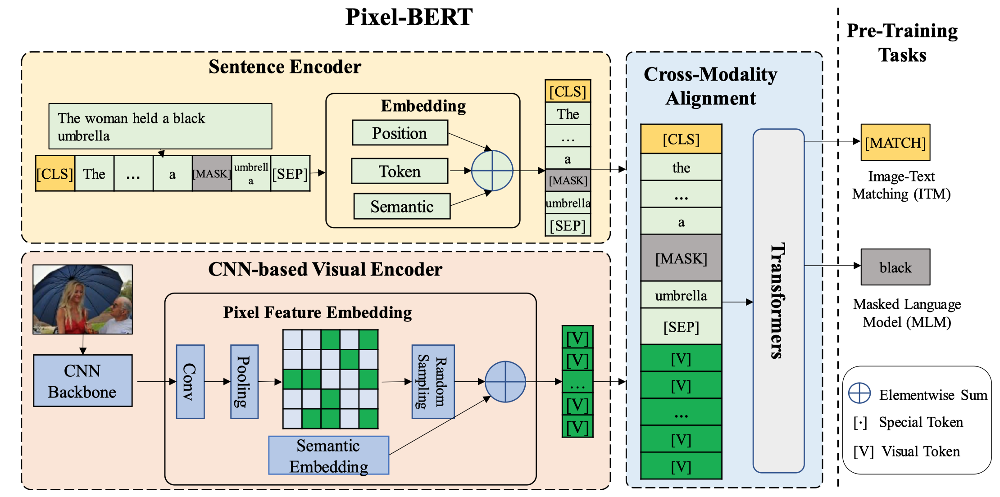 Pixel-BERT
Pre-Training
Tasks
Sentence Encoder
The woman held a black
umbrella
[CLS]
The
...
a
[MASK]
umbrell
a
[SEP]
Embedding
Position
Token
Semantic
[CLS]
The
...
a
[MASK]
umbrella
[SEP]
CNN-based Visual Encoder
CNN
Backbone
Pixel Feature Embedding
Conv
Pooling
Random
Sampling
Semantic
Embedding
[V]
[V]
...
[V]
[V]
Cross-Modality
Alignment
[CLS]
the
...
a
[MASK]
umbrella
[SEP]
[V]
[V]
...
[V]
[V]
Transformers
[MATCH]
Image-Text
Matching (ITM)
black
Masked Language
Model (MLM)
Elementwise Sum
[·] Special Token
[V] Visual Token